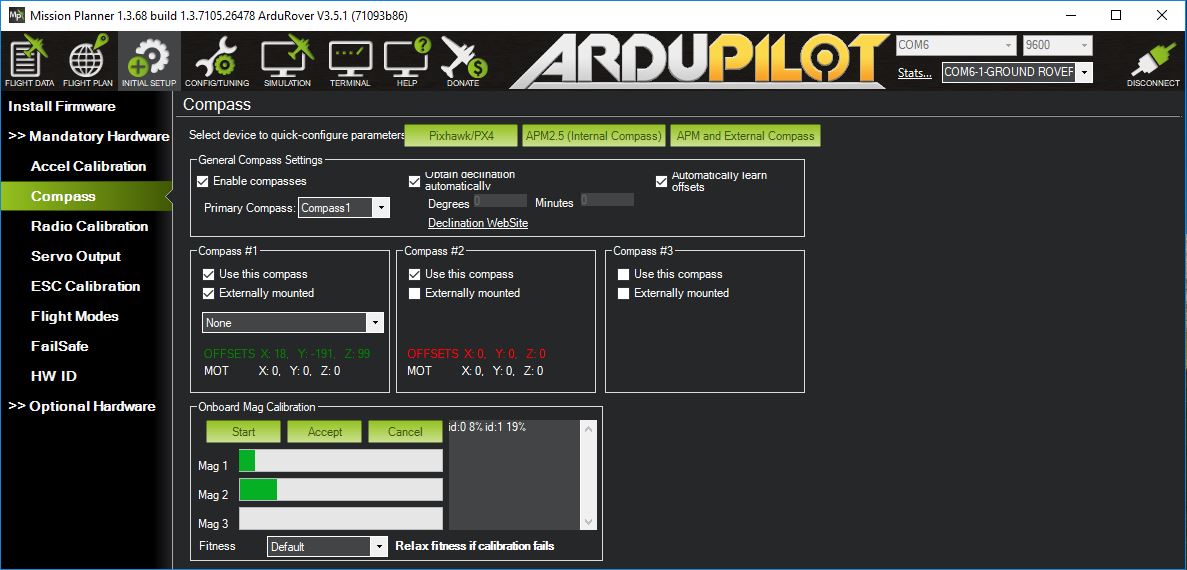 Mission Planner 1.3.68 build 1.3.7105.26478 ArduRover V3.5.1 (71093b86)
FLIGHT DATA FLIGHT PLAN INITIAL SETUP CONFIG/TUNING SIMULATION TERMINAL HELP DONATE ARDUPILOT COM6 9600
Stats... COM6-1-GROUND ROVER DISCONNECT
Install Firmware
>> Mandatory Hardware
Accel Calibration
Compass
Radio Calibration
Servo Output
ESC Calibration
Flight Modes
FailSafe
HW ID
>> Optional Hardware
Compass
Select device to quick-configure parameters Pixhawk/PX4 APM2.5 (Internal Compass) APM and External Compass
General Compass Settings
Enable compasses
Obtain declination
automatically
Automatically learn
offsets
Primary Compass: Compass1
Degrees 0 Minutes 0
Declination WebSite
Compass #1
Use this compass
Externally mounted
None
OFFSETS X: 18, Y: -191, Z: 99
MOT X: 0, Y: 0, Z: 0
Compass #2
Use this compass
Externally mounted
OFFSETS X: 0, Y: 0, Z: 0
MOT X: 0, Y: 0, Z: 0
Compass #3
Use this compass
Externally mounted
Onboard Mag Calibration
Start Accept Cancel
id:0 8% id:1 19%
Mag 1
Mag 2
Mag 3
Fitness Default Relax fitness if calibration fails